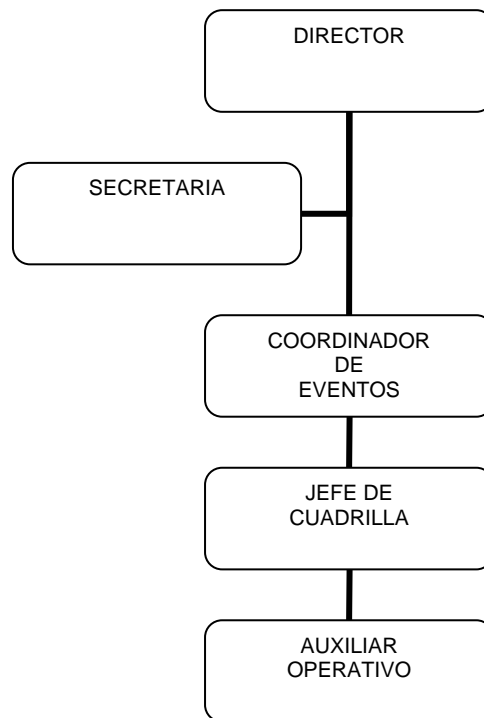 DIRECTOR
SECRETARIA
COORDINADOR
DE
EVENTOS
JEFE DE
CUADRILLA
AUXILIAR
OPERATIVO